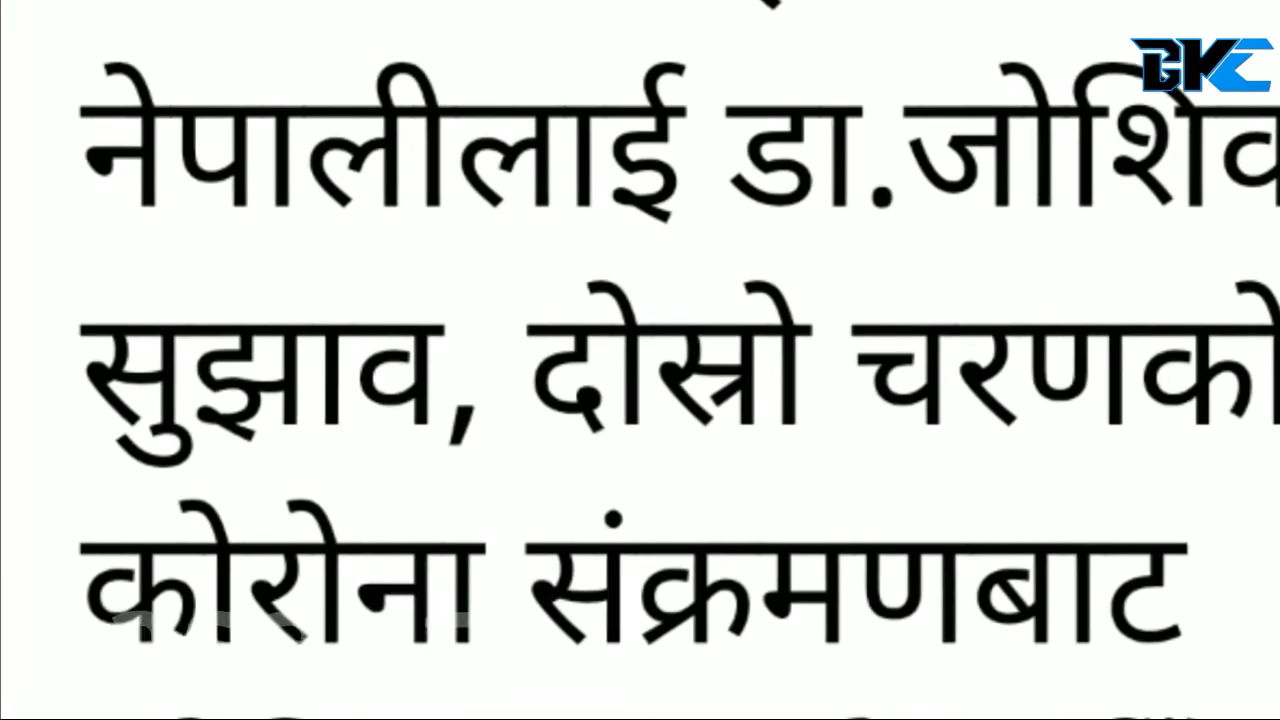 नेपालीलाई डा.जोशिव
सुझाव, दोस्रो चरणको
कोरोना संक्रमणबाट